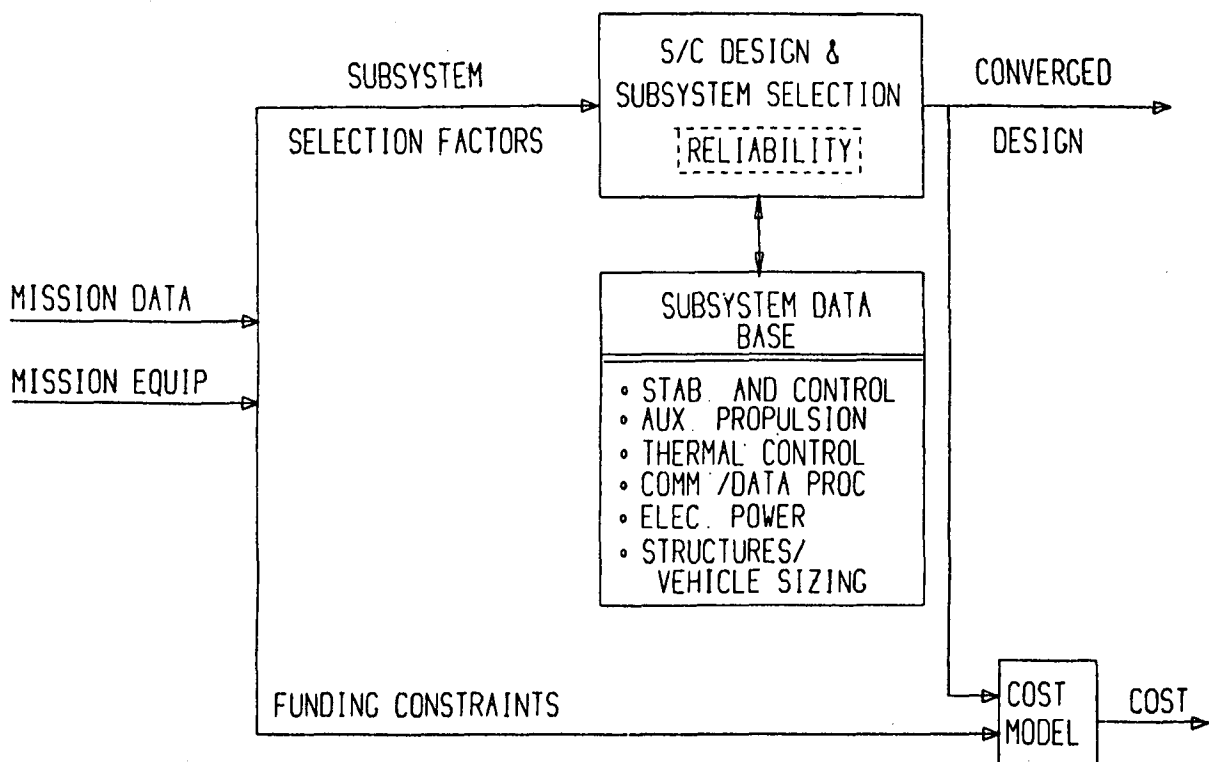 S/C DESIGN &
SUBSYSTEM SELECTION
RELIABILITY
SUBSYSTEM
SELECTION FACTORS
CONVERGED
DESIGN
MISSION DATA
MISSION EQUIP
SUBSYSTEM DATA
BASE
• STAB. AND CONTROL
• AUX. PROPULSION
• THERMAL CONTROL
• COMM /DATA PROC
• ELEC. POWER
• STRUCTURES/
VEHICLE SIZING
FUNDING CONSTRAINTS
COST
MODEL
COST